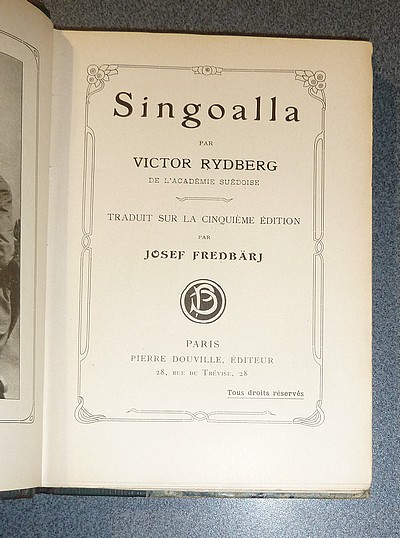 Singoalla
PAR
VICTOR RYDBERG
DE L'ACADÉMIE SUÉDOISE
TRADUIT SUR LA CINQUIÈME ÉDITION
PAR
JOSEF FREDBÄRJ
PARIS
PIERRE DOUVILLE, ÉDITEUR
28, RUE DE TRÉVISE, 28
Tous droits réservés